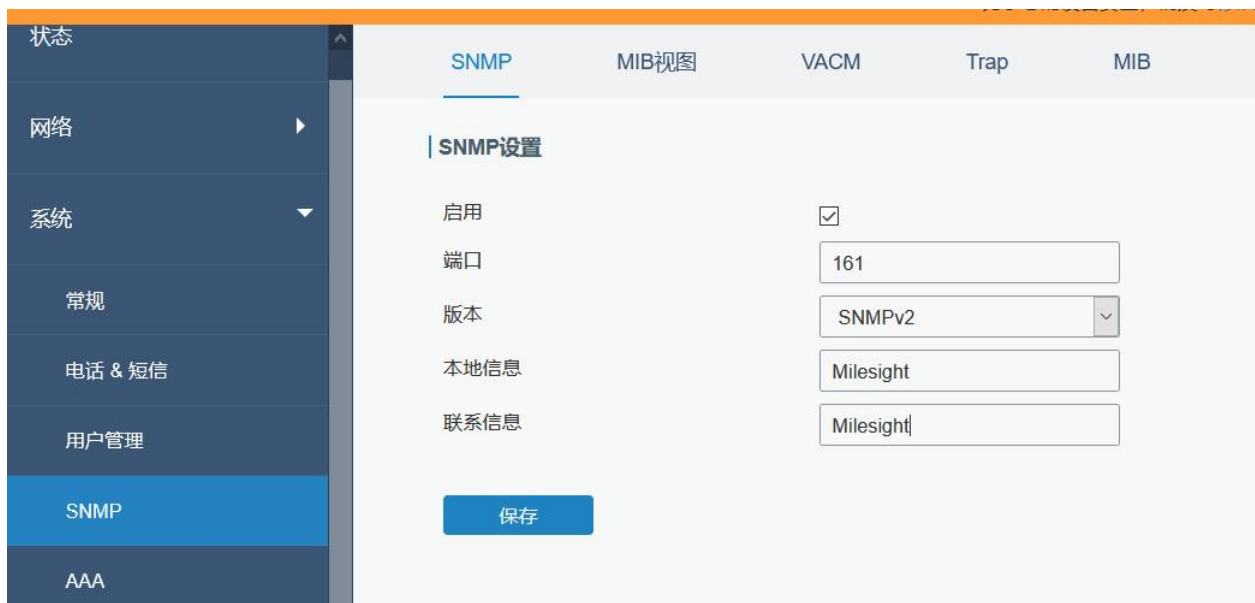 状态
SNMP MIB视图 VACM Trap MIB
网络
SNMP设置
系统
启用
端口 161
版本 SNMPv2
常规
本地信息 Milesight
电话 & 短信
联系信息 Milesight
用户管理
SNMP
保存
AAA